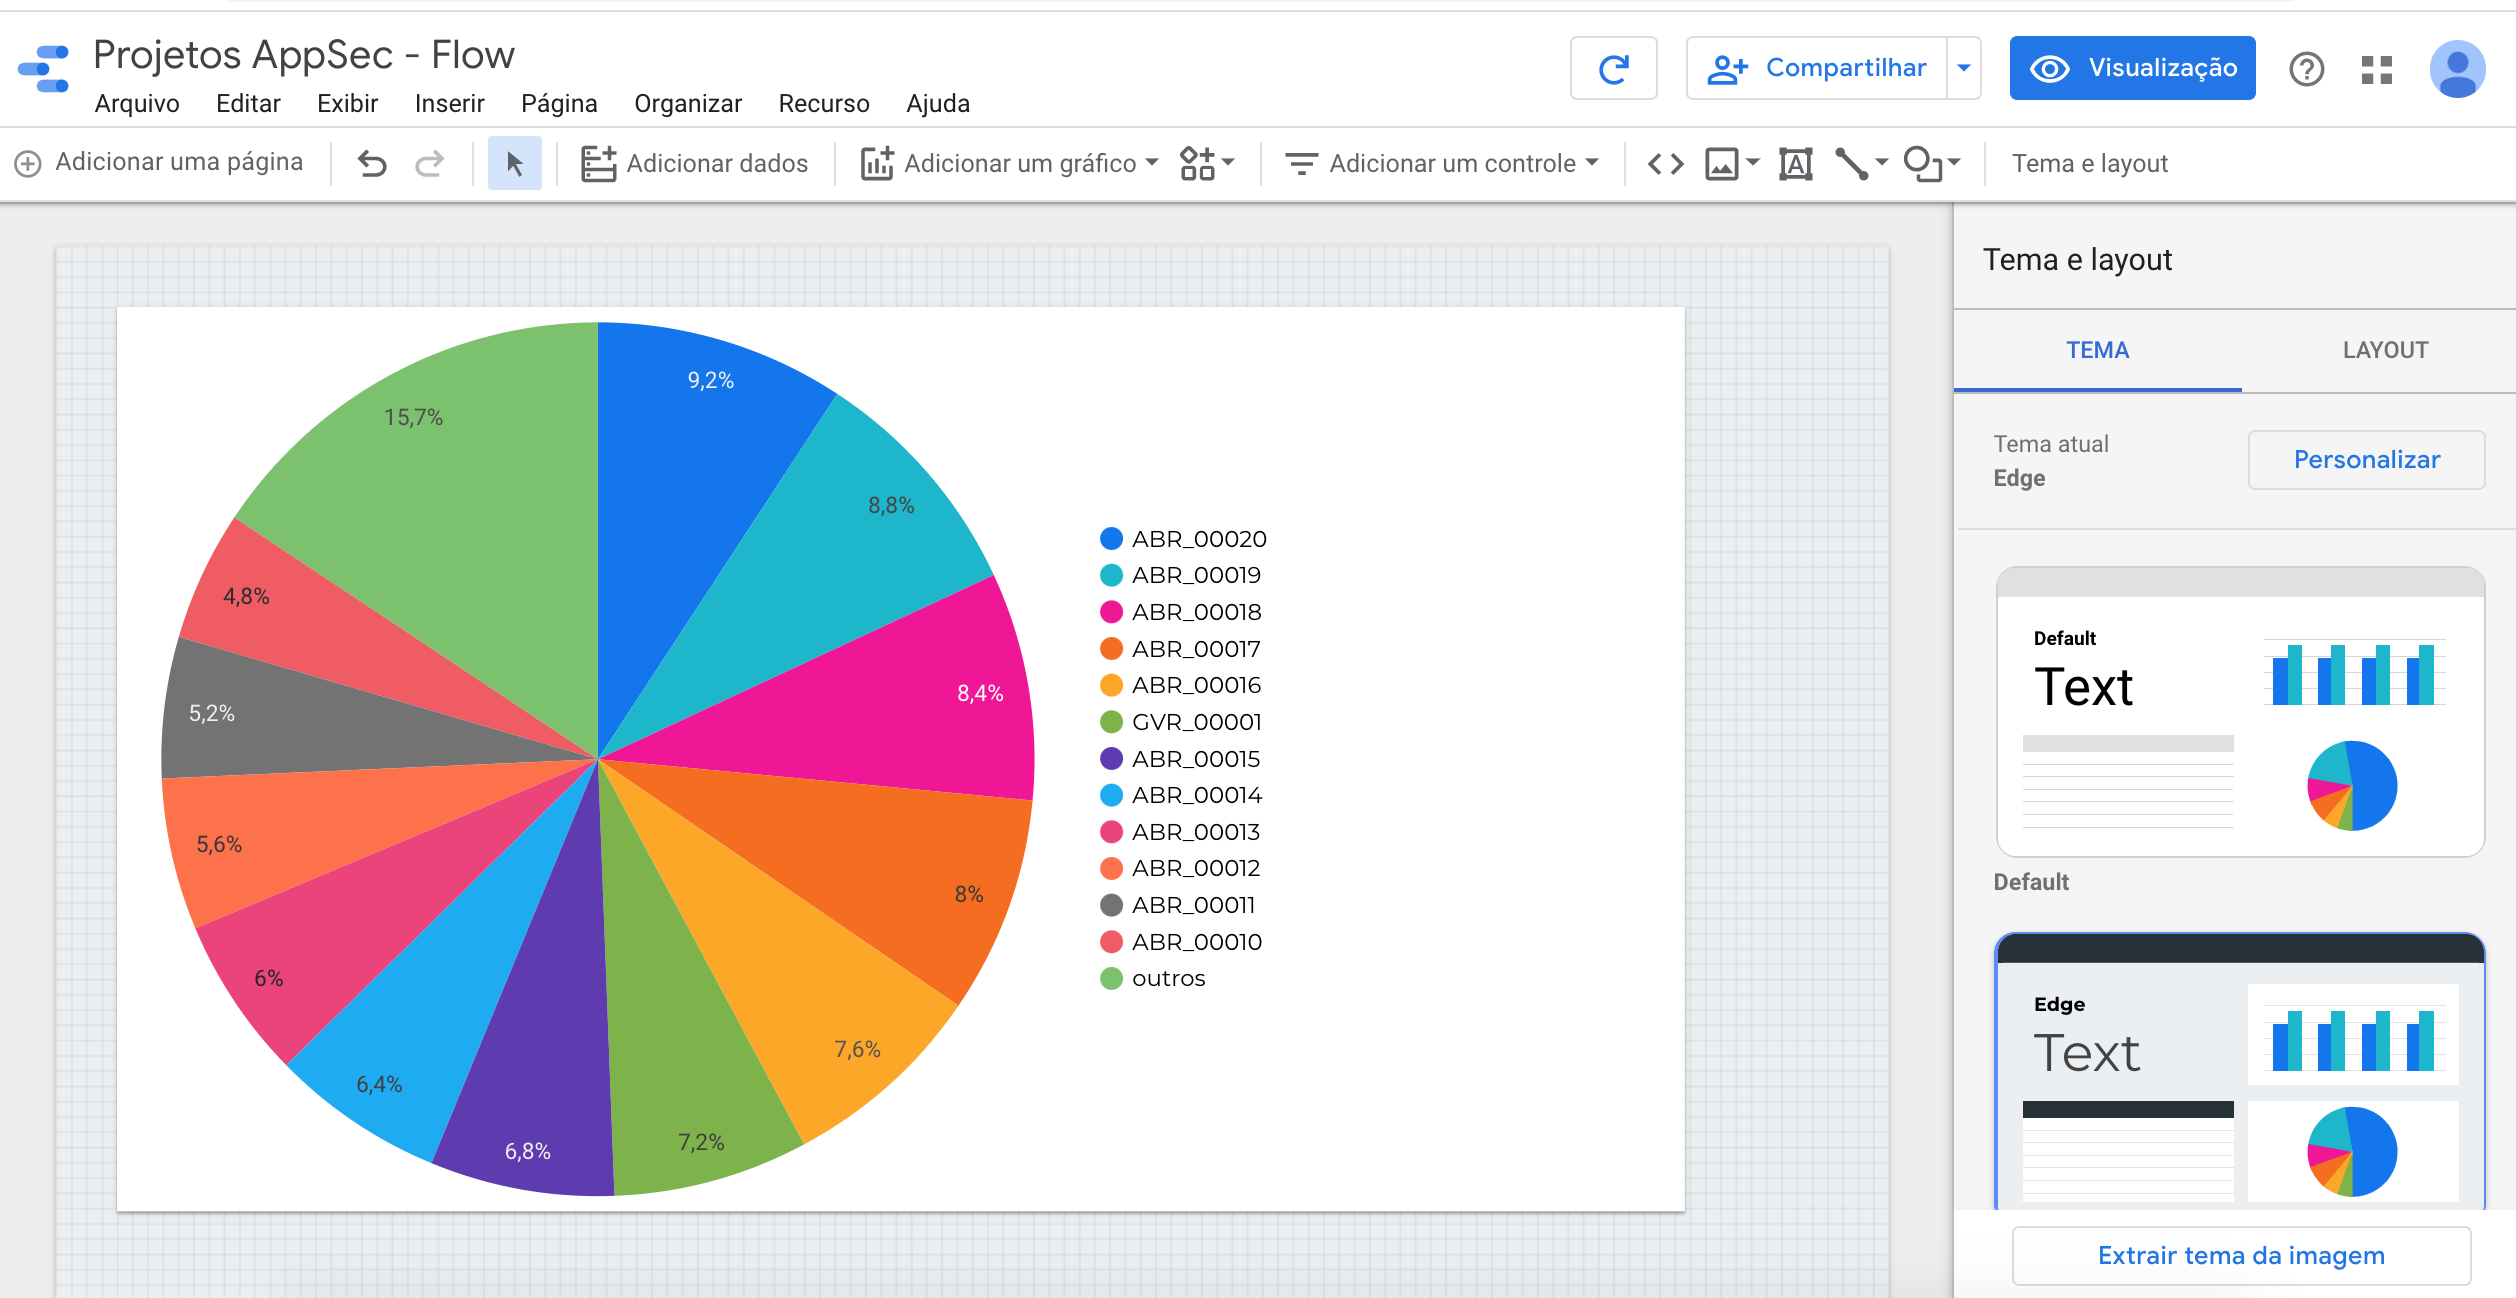 Projetos AppSec - Flow
Arquivo Editar Exibir Inserir Página Organizar Recurso Ajuda
Compartilhar
Visualização
Adicionar uma página
Adicionar dados
Adicionar um gráfico
Adicionar um controle
Tema e layout
9,2%
8,8%
8,4%
8%
7,6%
7,2%
6,8%
6,4%
6%
5,6%
5,2%
4,8%
15,7%
ABR_00020
ABR_00019
ABR_00018
ABR_00017
ABR_00016
GVR_00001
ABR_00015
ABR_00014
ABR_00013
ABR_00012
ABR_00011
ABR_00010
outros
Tema e layout
TEMA LAYOUT
Tema atual
Edge
Personalizar
Default
Text
Default
Edge
Text
Extrair tema da imagem